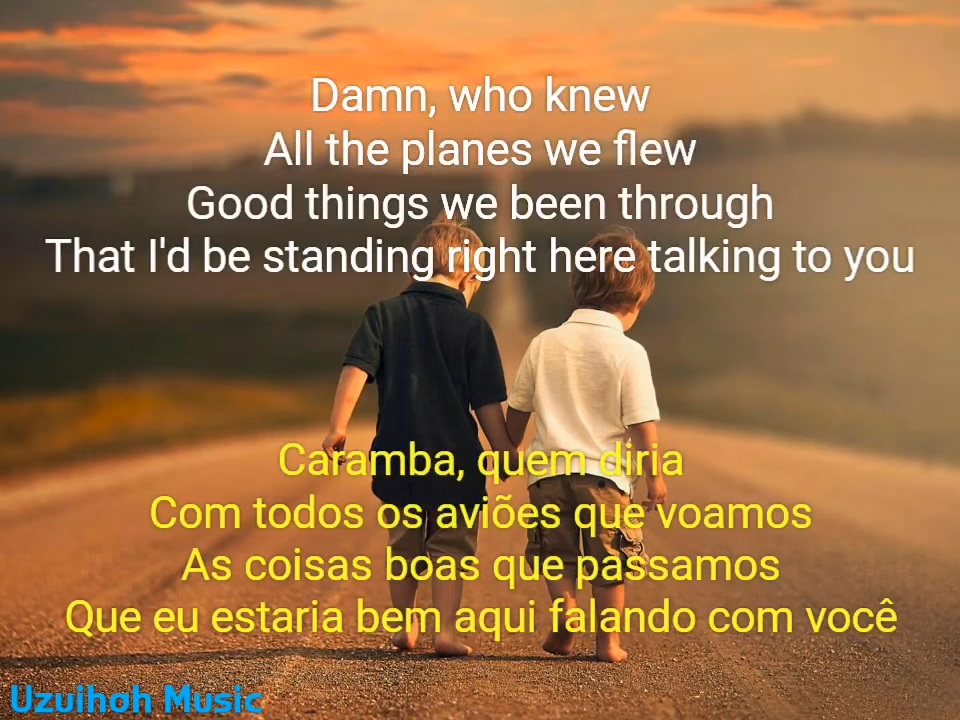 Damn, who knew
All the planes we flew
Good things we been through
That I'd be standing right here talking to you
Caramba, quem diria
Com todos os aviões que voamos
As coisas boas que passamos
Que eu estaria bem aqui falando com você
Uzuihoh Music